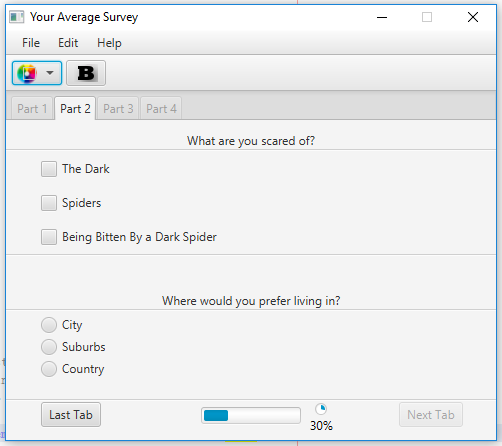 Your Average Survey
File Edit Help
B
Part 1 Part 2 Part 3 Part 4
What are you scared of?
The Dark
Spiders
Being Bitten By a Dark Spider
Where would you prefer living in?
City
Suburbs
Country
Last Tab 30% Next Tab